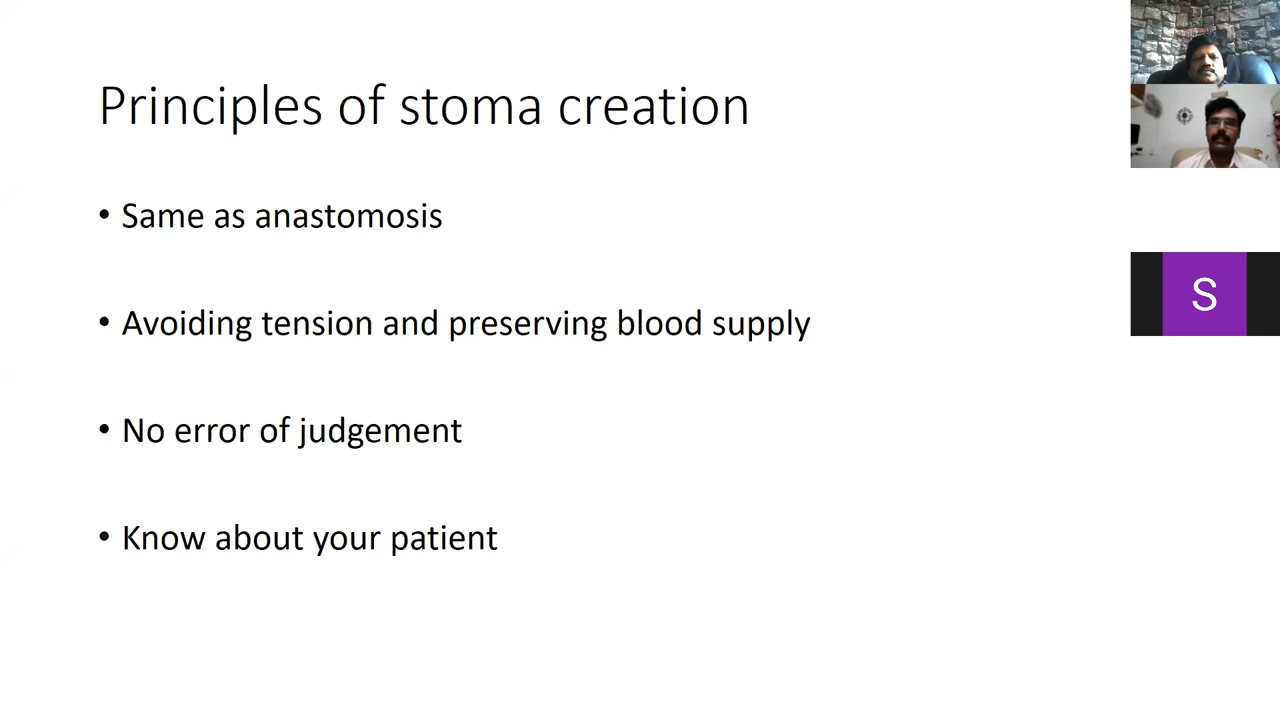 Principles of stoma creation
• Same as anastomosis
• Avoiding tension and preserving blood supply
• No error of judgement
• Know about your patient
S